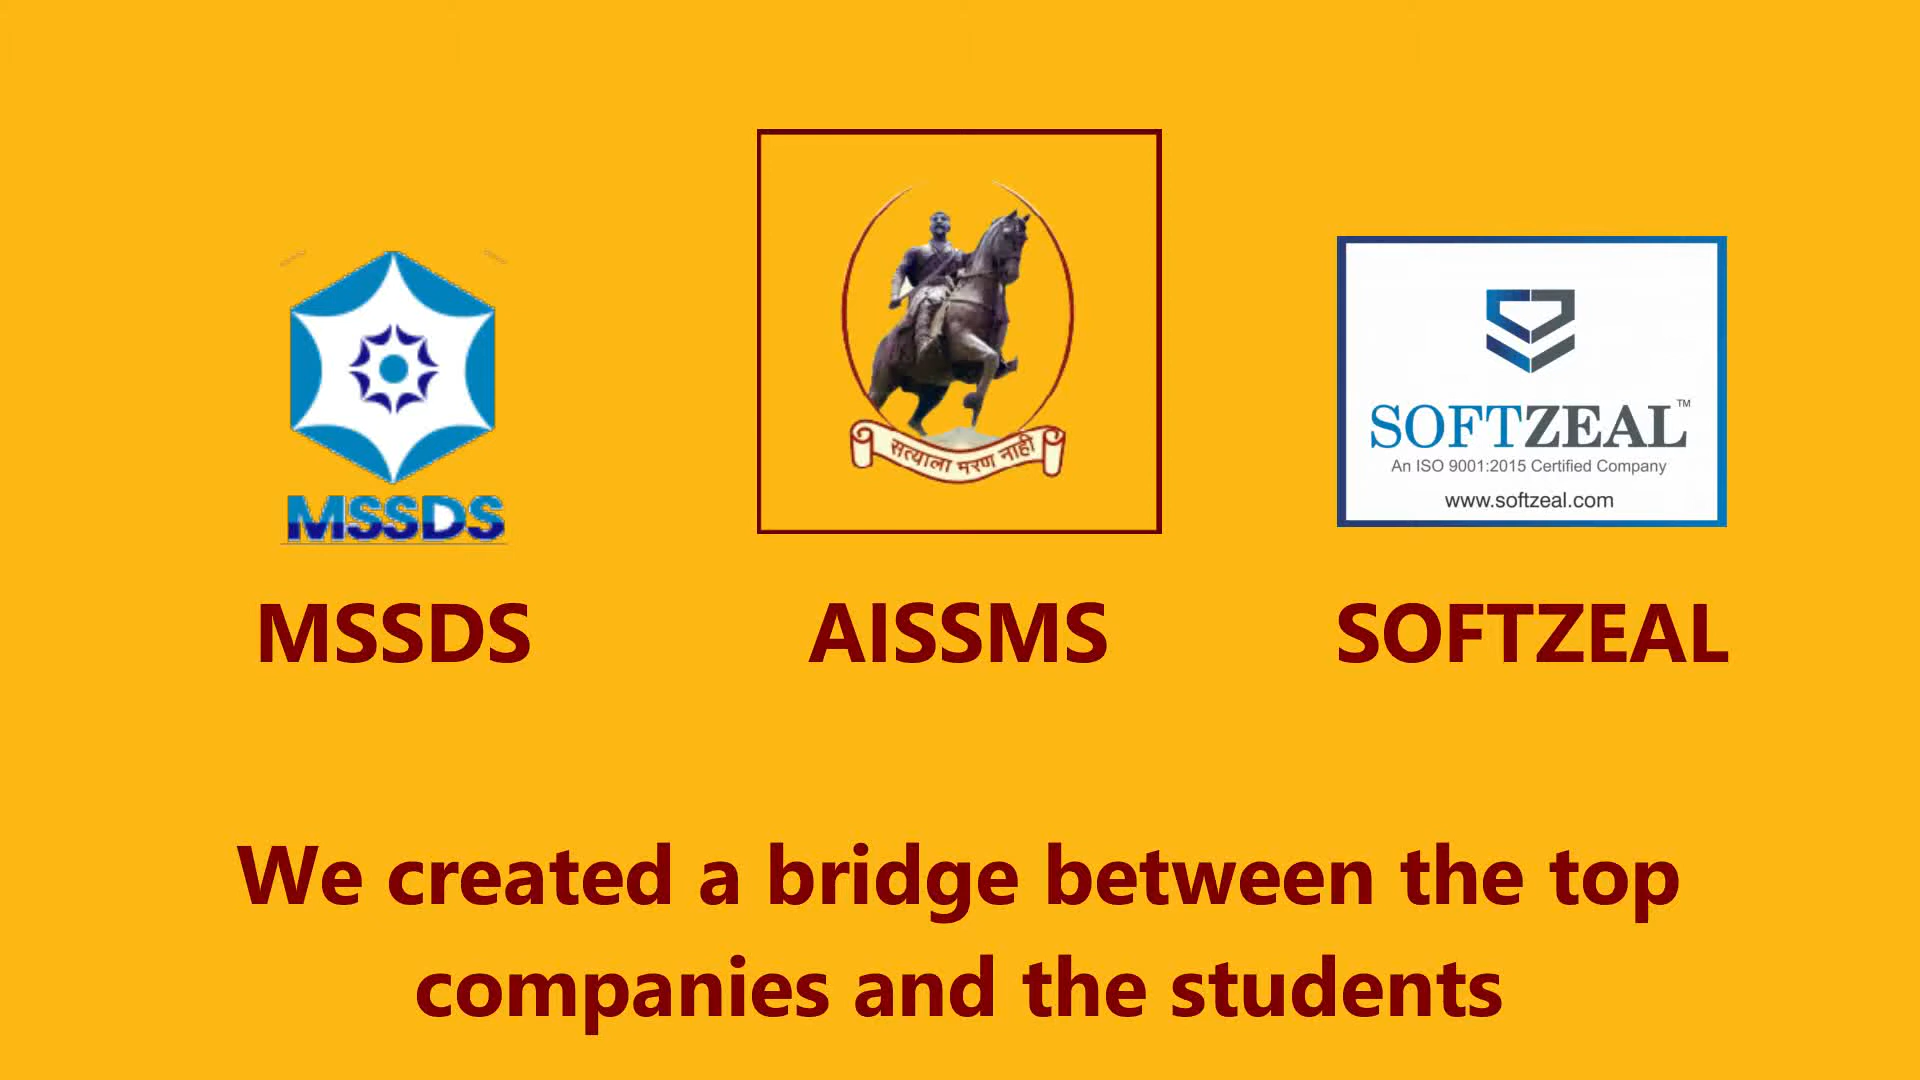 MSSDS
सत्याला मरण नाही
SOFTZEAL™
An ISO 9001:2015 Certified Company
www.softzeal.com
MSSDS
AISSMS
SOFTZEAL
We created a bridge between the top
companies and the students